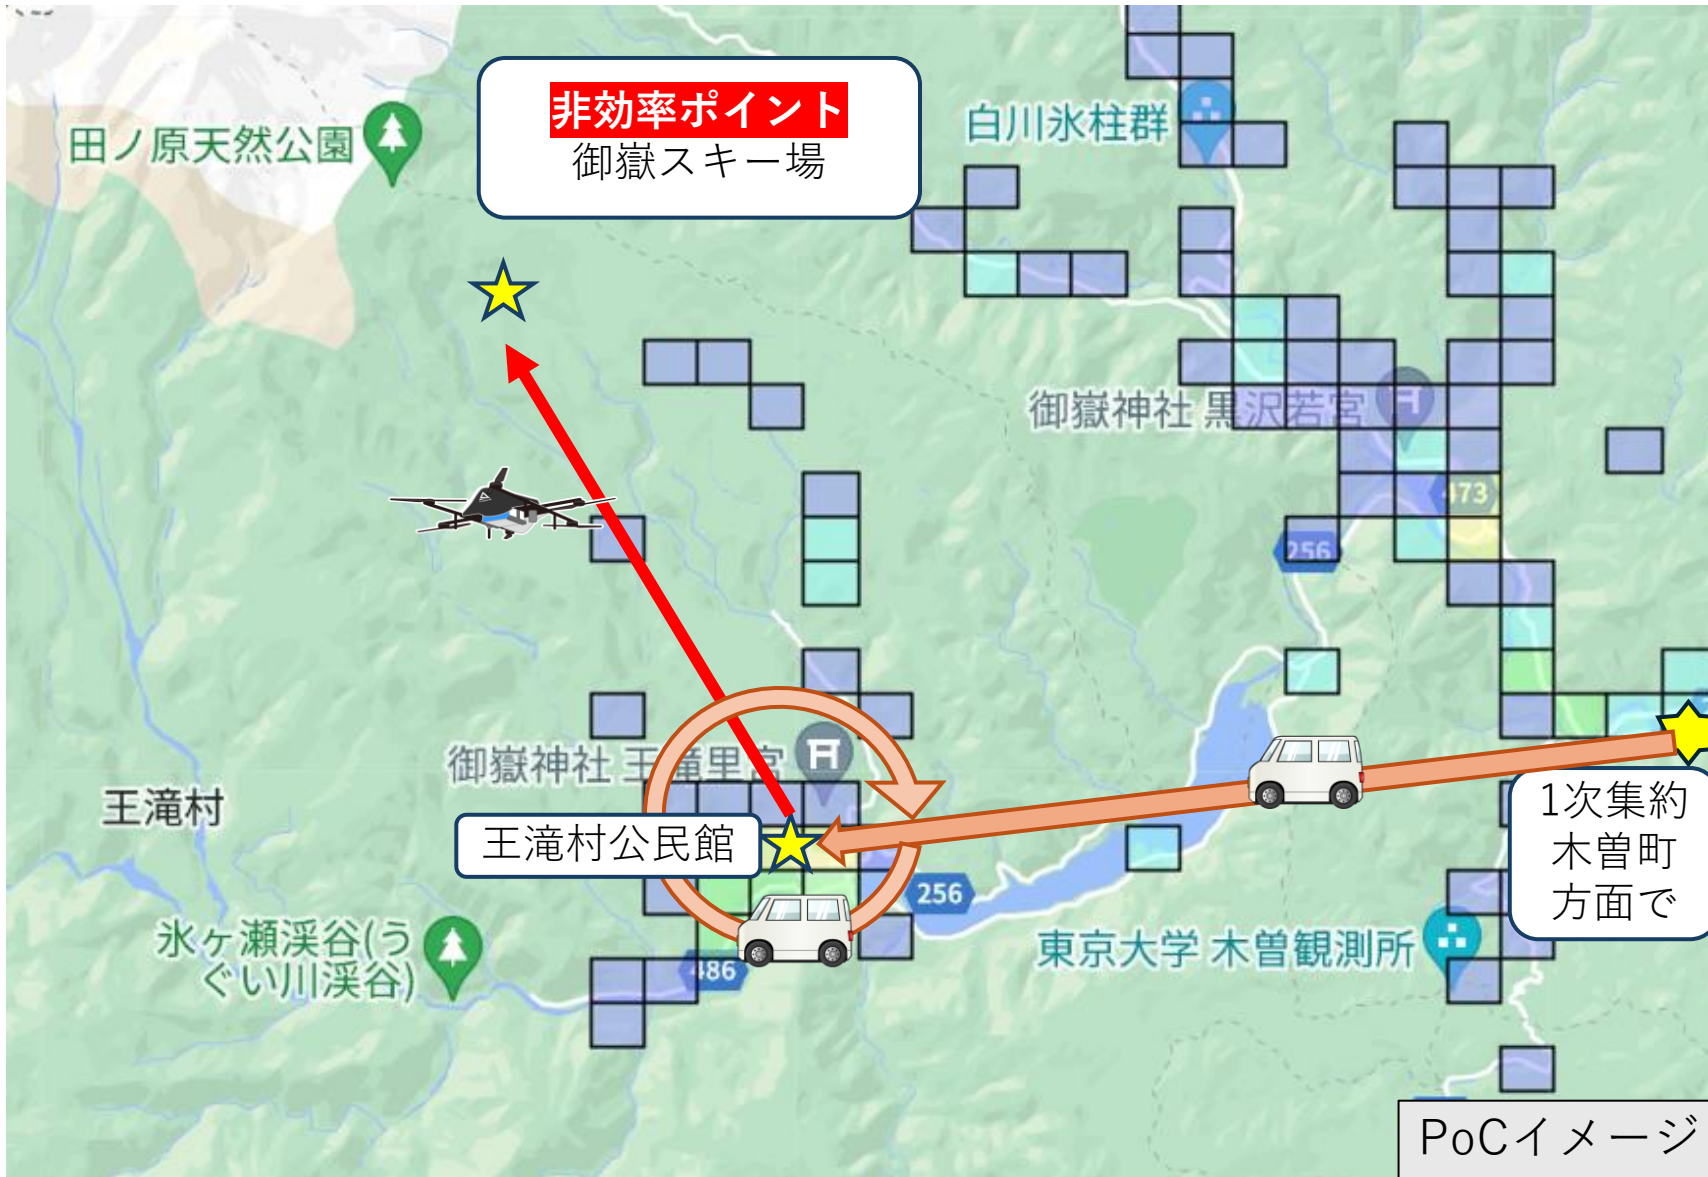 非効率ポイント
御嶽スキー場
田ノ原天然公園
白川氷柱群
御嶽神社 黒沢若宮
473
256
御嶽神社 王滝里宮
王滝村
王滝村公民館
1次集約
木曽町
方面で
256
氷ヶ瀬渓谷(う
ぐい川渓谷)
486
東京大学 木曽観測所
PoCイメージ